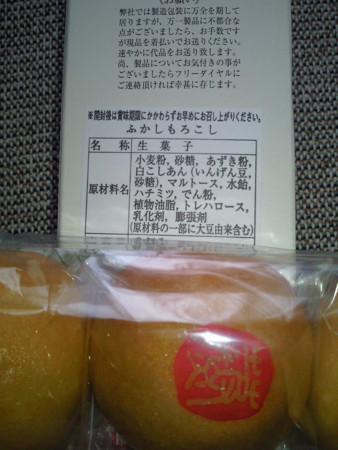 (お願い)
弊社では製造包装に万全を期して
居りますが、万一製品に不都合な
点がございましたら、お手数です
が現品を着払いでお送りください。
速やかに代品をお送り致します。
尚、製品についてお気付きの事が
ございましたらフリーダイヤルに
ご連絡頂ければ幸甚に存じます。
※開封後は賞味期限にかかわらずお早めにお召し上がりください。
ふかしもろこし
名称 生菓子
原材料名 小麦粉，砂糖，あずき粉，
白こしあん（いんげん豆，
砂糖），マルトース，水飴，
ハチミツ，でん粉，
植物油脂，トレハロース，
乳化剤，膨張剤
(原材料の一部に大豆由来含む)